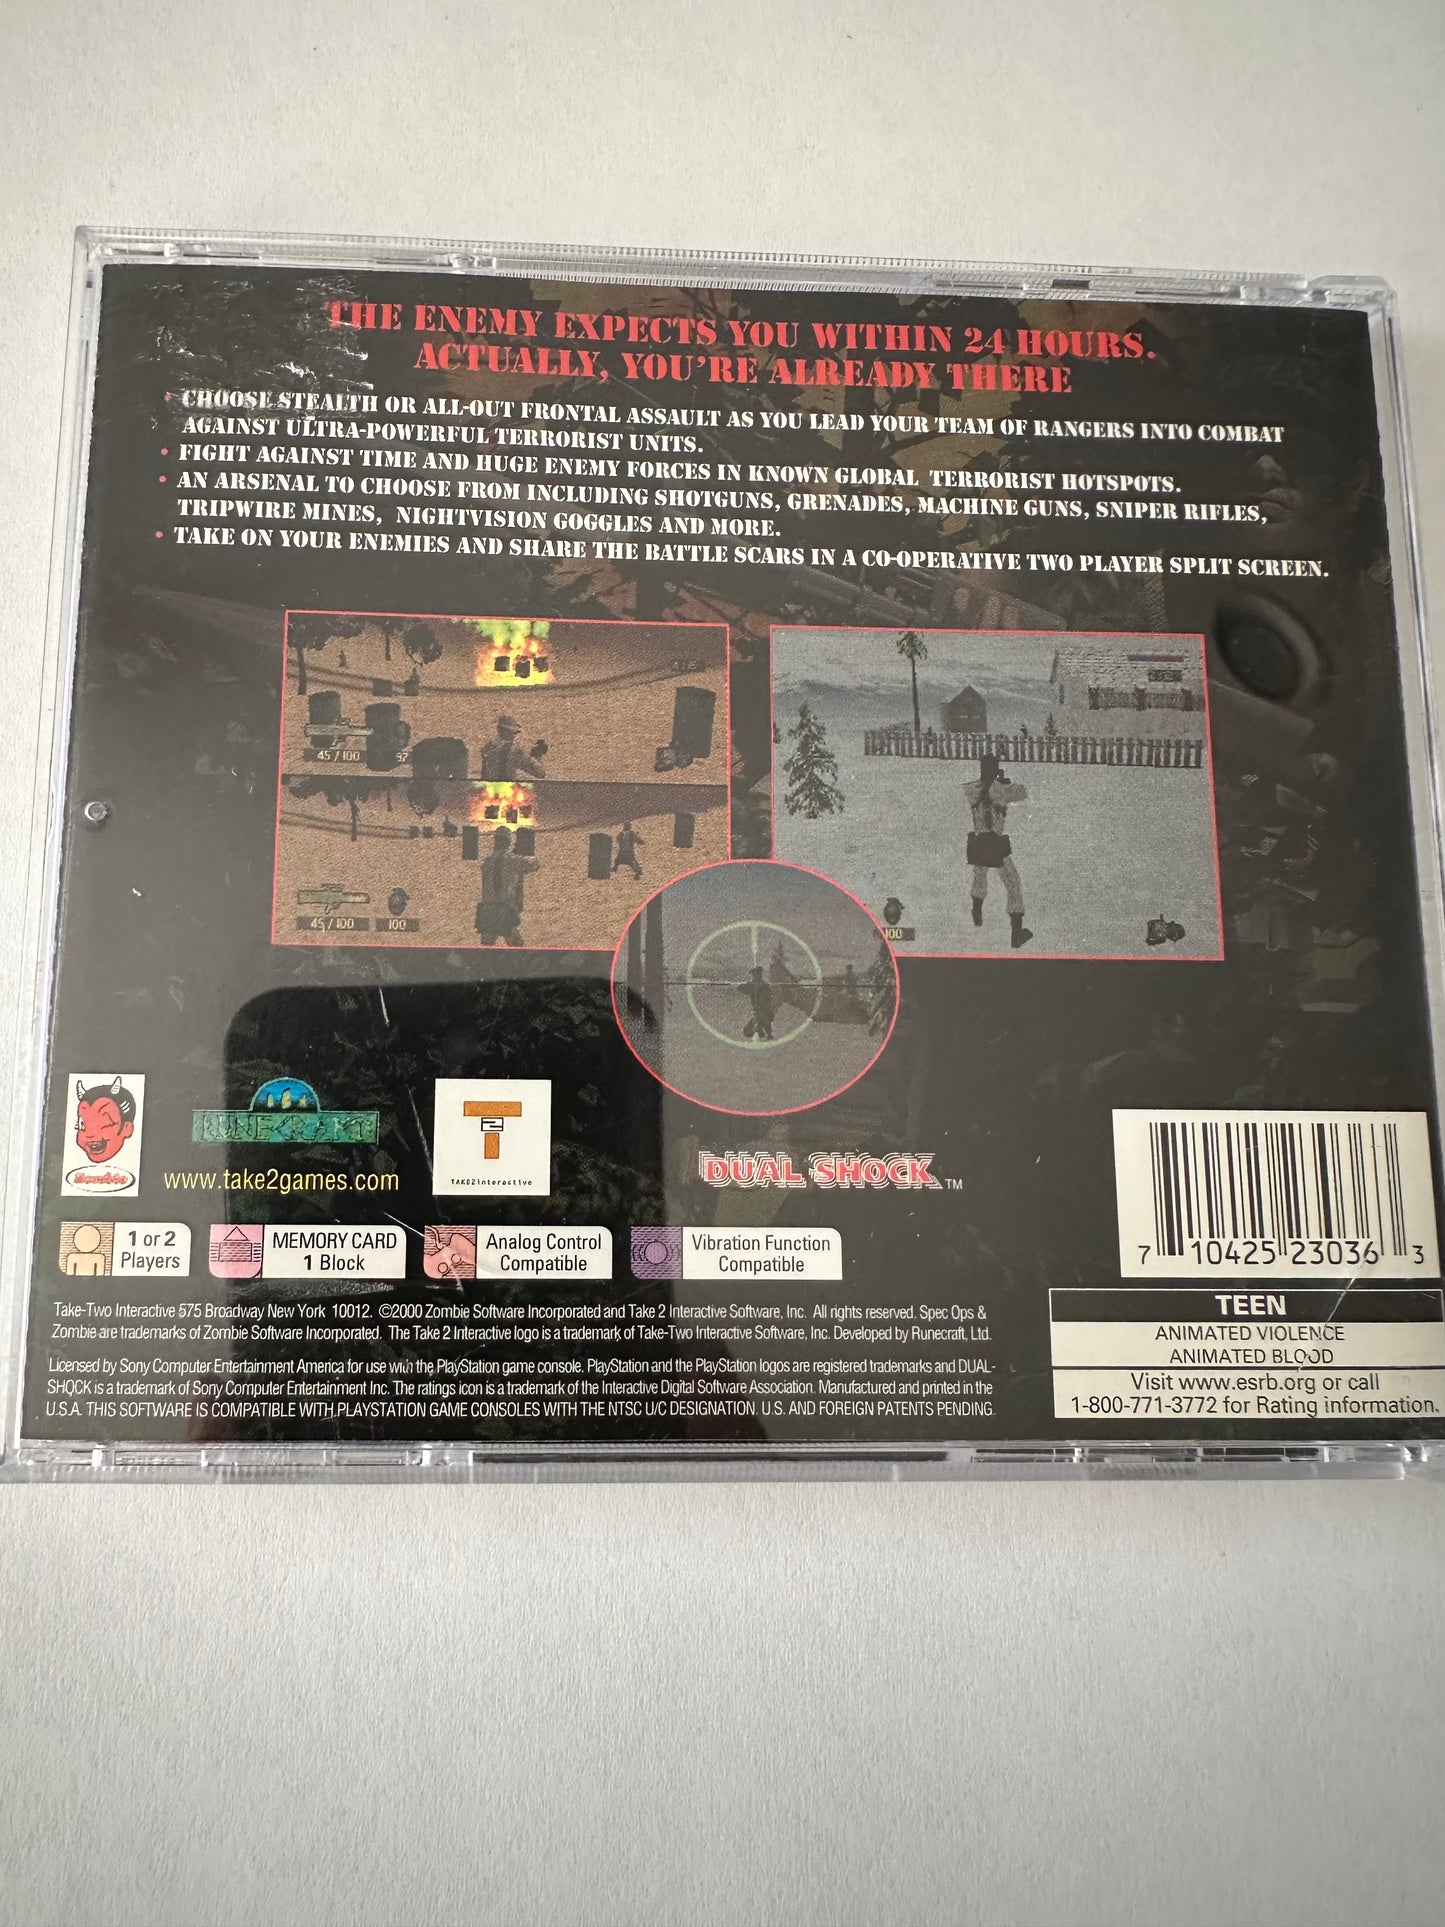 THE ENEMY EXPECTS YOU WITHIN 24 HOURS.
ACTUALLY, YOU'RE ALREADY THERE
• CHOOSE STEALTH OR ALL-OUT FRONTAL ASSAULT AS YOU LEAD YOUR TEAM OF RANGERS INTO COMBAT
AGAINST ULTRA-POWERFUL TERRORIST UNITS.
• FIGHT AGAINST TIME AND HUGE ENEMY FORCES IN KNOWN GLOBAL TERRORIST HOTSPOTS.
• AN ARSENAL TO CHOOSE FROM INCLUDING SHOTGUNS, GRENADES, MACHINE GUNS, SNIPER RIFLES,
TRIPWIRE MINES, NIGHTVISION GOGGLES AND MORE.
• TAKE ON YOUR ENEMIES AND SHARE THE BATTLE SCARS IN A CO-OPERATIVE TWO PLAYER SPLIT SCREEN.
45/100 97
45/100 100
100
Zombie
RUNECRAFT
www.take2games.com
T2
TAKE2interactive
DUAL SHOCK™
1 or 2
Players
MEMORY CARD
1 Block
Analog Control
Compatible
Vibration Function
Compatible
7 10425 23036 3
TEEN
ANIMATED VIOLENCE
ANIMATED BLOOD
Visit www.esrb.org or call
1-800-771-3772 for Rating information.
Take-Two Interactive 575 Broadway New York 10012. ©2000 Zombie Software Incorporated and Take 2 Interactive Software, Inc. All rights reserved. Spec Ops &
Zombie are trademarks of Zombie Software Incorporated. The Take 2 Interactive logo is a trademark of Take-Two Interactive Software, Inc. Developed by Runecraft, Ltd.
Licensed by Sony Computer Entertainment America for use with the PlayStation game console. PlayStation and the PlayStation logos are registered trademarks and DUAL-
SHOCK is a trademark of Sony Computer Entertainment Inc. The ratings icon is a trademark of the Interactive Digital Software Association. Manufactured and printed in the
U.S.A. THIS SOFTWARE IS COMPATIBLE WITH PLAYSTATION GAME CONSOLES WITH THE NTSC U/C DESIGNATION. U.S. AND FOREIGN PATENTS PENDING.